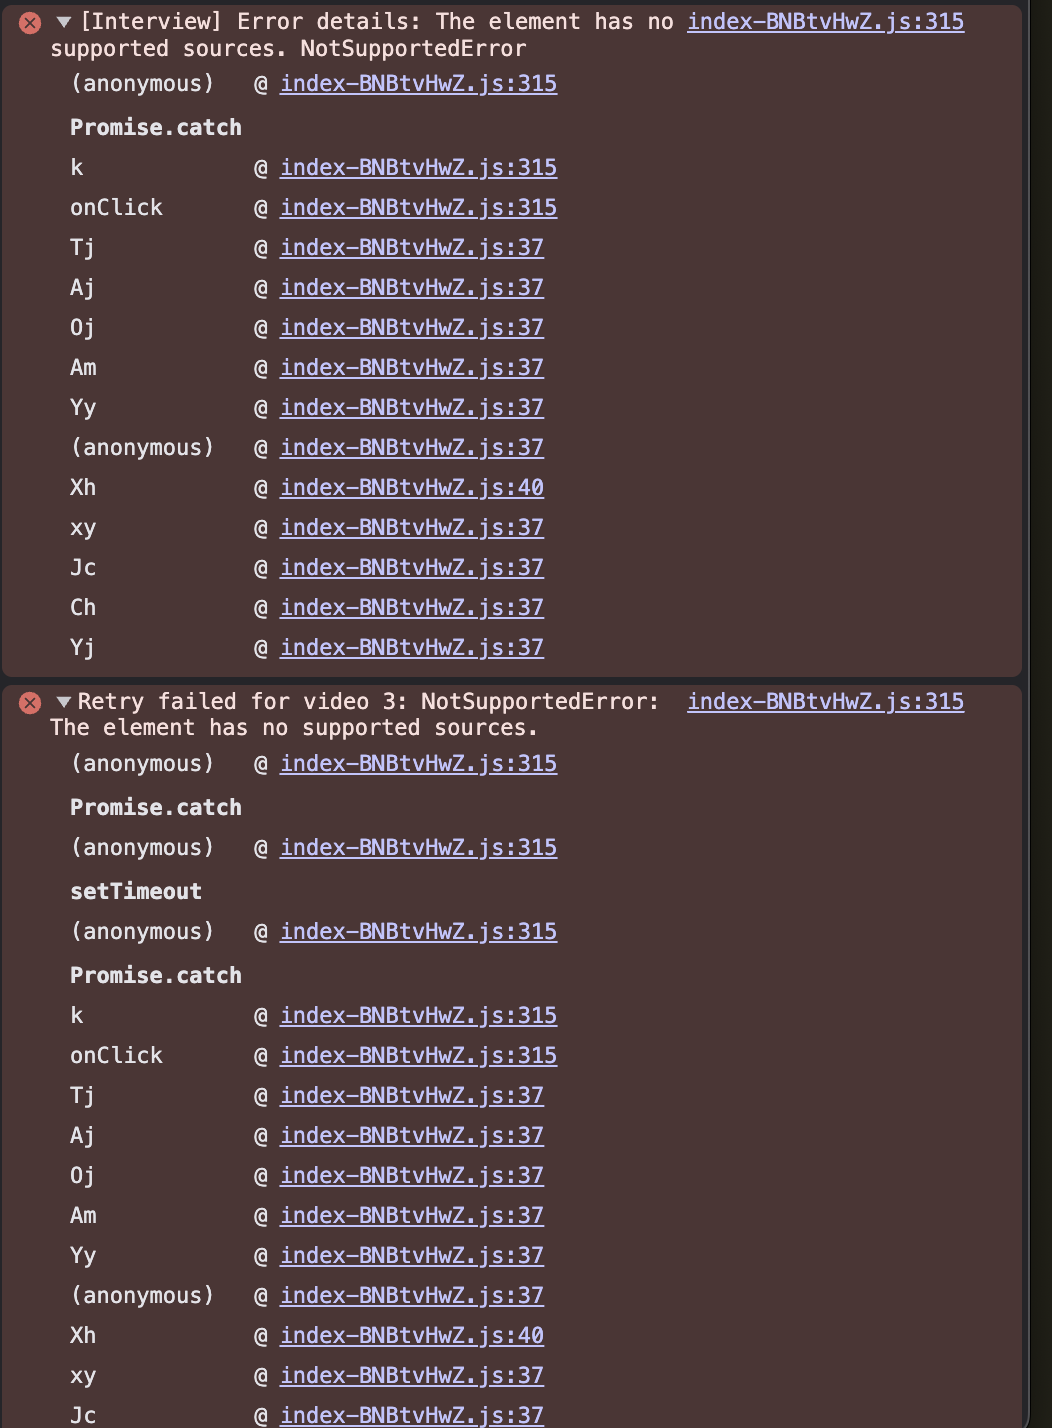 [Interview] Error details: The element has no index-BNBtvHwZ.js:315
supported sources. NotSupportedError
(anonymous) @ index-BNBtvHwZ.js:315
Promise.catch
k @ index-BNBtvHwZ.js:315
onClick @ index-BNBtvHwZ.js:315
Tj @ index-BNBtvHwZ.js:37
Aj @ index-BNBtvHwZ.js:37
Oj @ index-BNBtvHwZ.js:37
Am @ index-BNBtvHwZ.js:37
Yy @ index-BNBtvHwZ.js:37
(anonymous) @ index-BNBtvHwZ.js:37
Xh @ index-BNBtvHwZ.js:40
xy @ index-BNBtvHwZ.js:37
Jc @ index-BNBtvHwZ.js:37
Ch @ index-BNBtvHwZ.js:37
Yj @ index-BNBtvHwZ.js:37
Retry failed for video 3: NotSupportedError: index-BNBtvHwZ.js:315
The element has no supported sources.
(anonymous) @ index-BNBtvHwZ.js:315
Promise.catch
(anonymous) @ index-BNBtvHwZ.js:315
setTimeout
(anonymous) @ index-BNBtvHwZ.js:315
Promise.catch
k @ index-BNBtvHwZ.js:315
onClick @ index-BNBtvHwZ.js:315
Tj @ index-BNBtvHwZ.js:37
Aj @ index-BNBtvHwZ.js:37
Oj @ index-BNBtvHwZ.js:37
Am @ index-BNBtvHwZ.js:37
Yy @ index-BNBtvHwZ.js:37
(anonymous) @ index-BNBtvHwZ.js:37
Xh @ index-BNBtvHwZ.js:40
xy @ index-BNBtvHwZ.js:37
Jc @ index-BNBtvHwZ.js:37